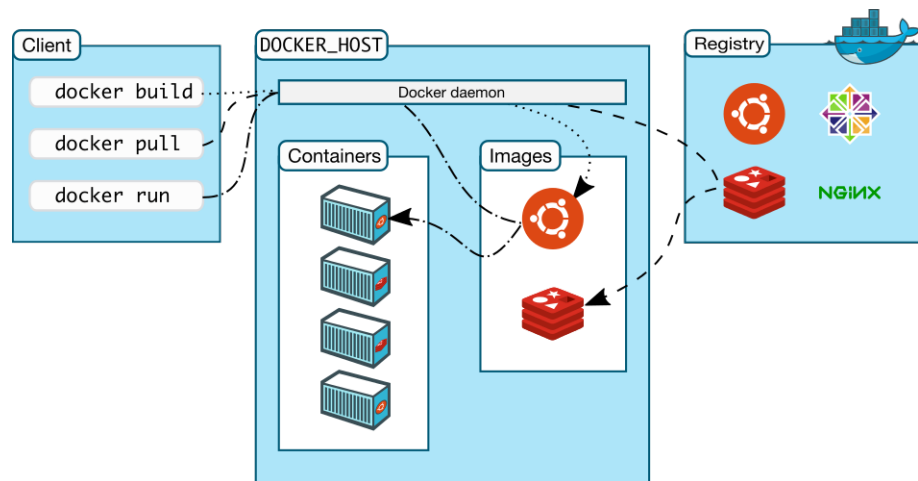 Client
docker build
docker pull
docker run
DOCKER_HOST
Docker daemon
Containers
Images
Registry
NGiNX